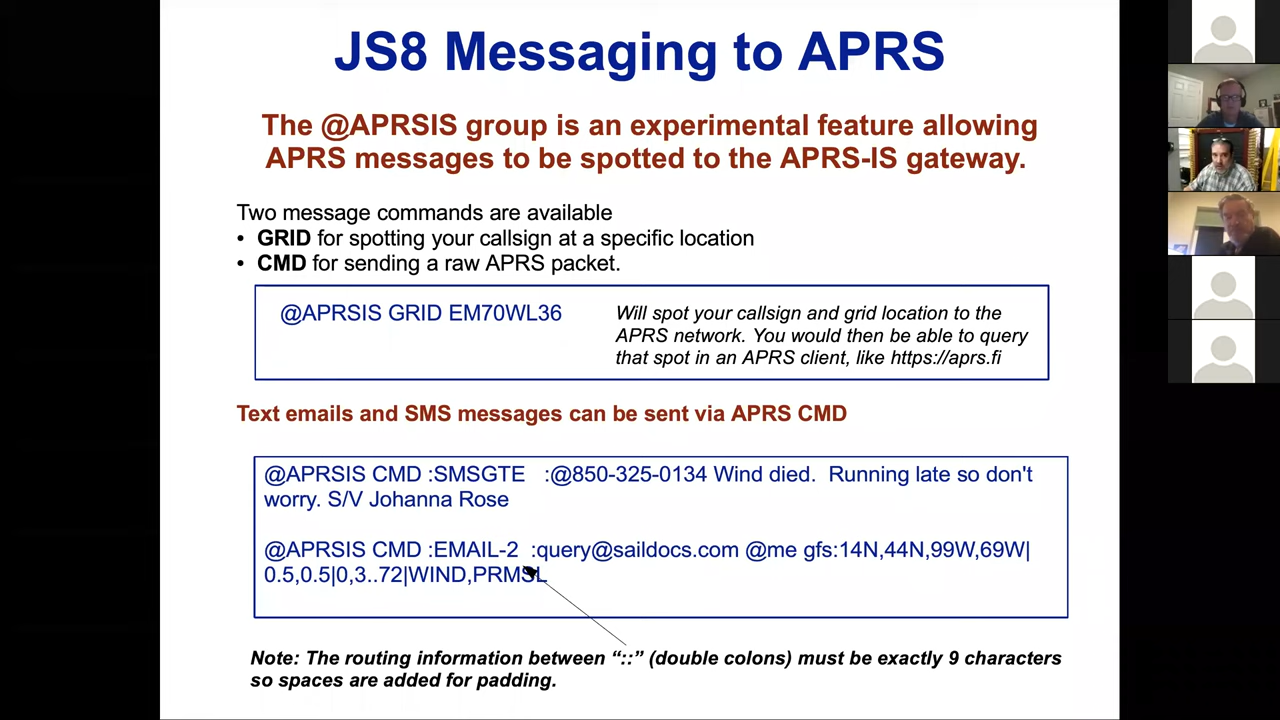 JS8 Messaging to APRS
The @APRSIS group is an experimental feature allowing
APRS messages to be spotted to the APRS-IS gateway.
Two message commands are available
• GRID for spotting your callsign at a specific location
• CMD for sending a raw APRS packet.
@APRSIS GRID EM70WL36
Will spot your callsign and grid location to the
APRS network. You would then be able to query
that spot in an APRS client, like https://aprs.fi
Text emails and SMS messages can be sent via APRS CMD
@APRSIS CMD :SMSGTE   :@850-325-0134 Wind died.  Running late so don't
worry. S/V Johanna Rose
@APRSIS CMD :EMAIL-2  :query@saildocs.com @me gfs:14N,44N,99W,69W|
0.5,0.5|0,3..72|WIND,PRMSL
Note: The routing information between “::” (double colons) must be exactly 9 characters
so spaces are added for padding.